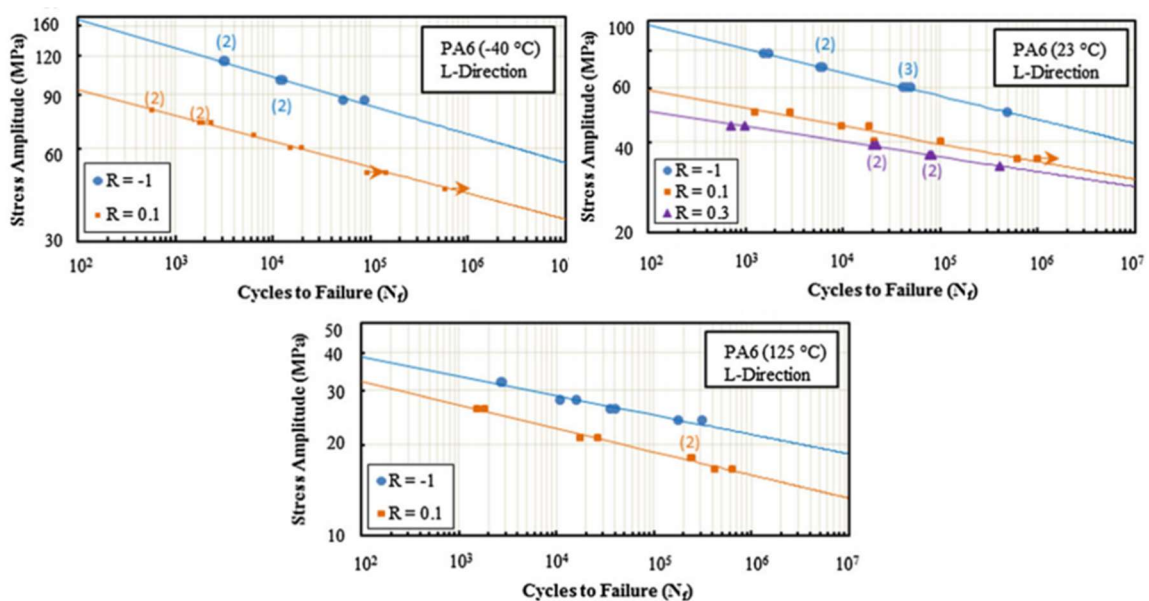 Stress Amplitude (MPa)
160
120
90
60
30
(2)
(2)
(2)
(2)
PA6 (-40 °C)
L-Direction
R = -1
R = 0.1
10² 10³ 10⁴ 10⁵ 10⁶ 10
Cycles to Failure (N_f)
Stress Amplitude (MPa)
100
60
40
20
(2)
(3)
(2)
(2)
PA6 (23 °C)
L-Direction
R = -1
R = 0.1
R = 0.3
10² 10³ 10⁴ 10⁵ 10⁶ 10⁷
Cycles to Failure (N_f)
Stress Amplitude (MPa)
50
40
30
20
10
(2)
PA6 (125 °C)
L-Direction
R = -1
R = 0.1
10² 10³ 10⁴ 10⁵ 10⁶ 10⁷
Cycles to Failure (N_f)